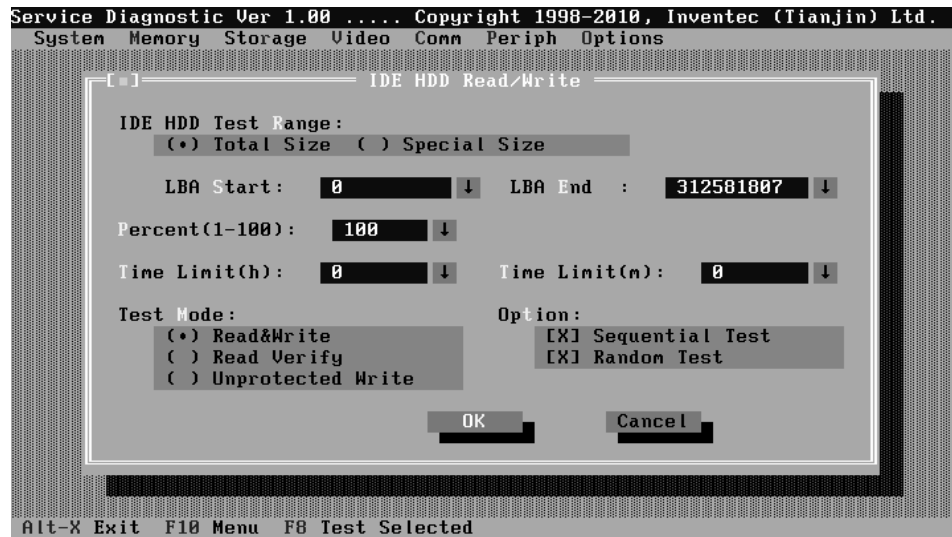 Service Diagnostic Ver 1.00 ..... Copyright 1998-2010, Inventec (Tianjin) Ltd.
System Memory Storage Video Comm Periph Options
[■] IDE HDD Read/Write
IDE HDD Test Range:
(•) Total Size ( ) Special Size
LBA Start: 0 ↓ LBA End : 312581807 ↓
Percent(1-100): 100 ↓
Time Limit(h): 0 ↓ Time Limit(m): 0 ↓
Test Mode: Option:
(•) Read&Write [X] Sequential Test
( ) Read Verify [X] Random Test
( ) Unprotected Write
OK Cancel
Alt-X Exit F10 Menu F8 Test Selected